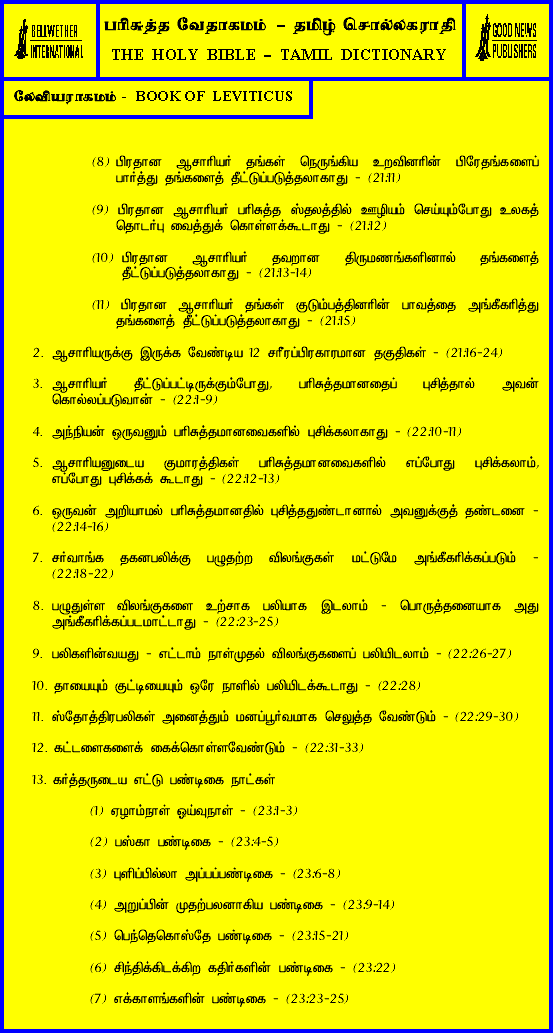 BELLWETHER
INTERNATIONAL
பரிசுத்த வேதாகமம் – தமிழ் சொல்லகராதி
THE HOLY BIBLE – TAMIL DICTIONARY
GOOD NEWS
PUBLISHERS
லேவியராகமம் - BOOK OF LEVITICUS
(8) பிரதான ஆசாரியர் தங்கள் நெருங்கிய உறவினரின் பிரேதங்களைப்
பார்த்து தங்களைத் தீட்டுப்படுத்தலாகாது - (21:11)
(9) பிரதான ஆசாரியர் பரிசுத்த ஸ்தலத்தில் ஊழியம் செய்யும்போது உலகத்
தொடர்பு வைத்துக் கொள்ளக்கூடாது - (21:12)
(10) பிரதான ஆசாரியர் தவறான திருமணங்களினால் தங்களைத்
தீட்டுப்படுத்தலாகாது - (21:13-14)
(11) பிரதான ஆசாரியர் தங்கள் குடும்பத்தினரின் பாவத்தை அங்கீகரித்து
தங்களைத் தீட்டுப்படுத்தலாகாது - (21:15)
2. ஆசாரியருக்கு இருக்க வேண்டிய 12 சரீரப்பிரகாரமான தகுதிகள் - (21:16-24)
3. ஆசாரியர் தீட்டுப்பட்டிருக்கும்போது, பரிசுத்தமானதைப் புசித்தால் அவன்
கொல்லப்படுவான் - (22:1-9)
4. அந்நியன் ஒருவனும் பரிசுத்தமானவைகளில் புசிக்கலாகாது - (22:10-11)
5. ஆசாரியனுடைய குமாரத்திகள் பரிசுத்தமானவைகளில் எப்போது புசிக்கலாம்,
எப்போது புசிக்கக் கூடாது - (22:12-13)
6. ஒருவன் அறியாமல் பரிசுத்தமானதில் புசித்ததுண்டானால் அவனுக்குத் தண்டனை -
(22:14-16)
7. சர்வாங்க தகனபலிக்கு பழுதற்ற விலங்குகள் மட்டுமே அங்கீகரிக்கப்படும் -
(22:18-22)
8. பழுதுள்ள விலங்குகளை உற்சாக பலியாக இடலாம் - பொருத்தனையாக அது
அங்கீகரிக்கப்படமாட்டாது - (22:23-25)
9. பலிகளின்வயது - எட்டாம் நாள்முதல் விலங்குகளைப் பலியிடலாம் - (22:26-27)
10. தாயையும் குட்டியையும் ஒரே நாளில் பலியிடக்கூடாது - (22:28)
11. ஸ்தோத்திரபலிகள் அனைத்தும் மனப்பூர்வமாக செலுத்த வேண்டும் - (22:29-30)
12. கட்டளைகளைக் கைக்கொள்ளவேண்டும் - (22:31-33)
13. கர்த்தருடைய எட்டு பண்டிகை நாட்கள்
(1) ஏழாம்நாள் ஓய்வுநாள் - (23:1-3)
(2) பஸ்கா பண்டிகை - (23:4-5)
(3) புளிப்பில்லா அப்பப்பண்டிகை - (23:6-8)
(4) அறுப்பின் முதற்பலனாகிய பண்டிகை - (23:9-14)
(5) பெந்தெகொஸ்தே பண்டிகை - (23:15-21)
(6) சிந்திக்கிடக்கிற கதிர்களின் பண்டிகை - (23:22)
(7) எக்காளங்களின் பண்டிகை - (23:23-25)